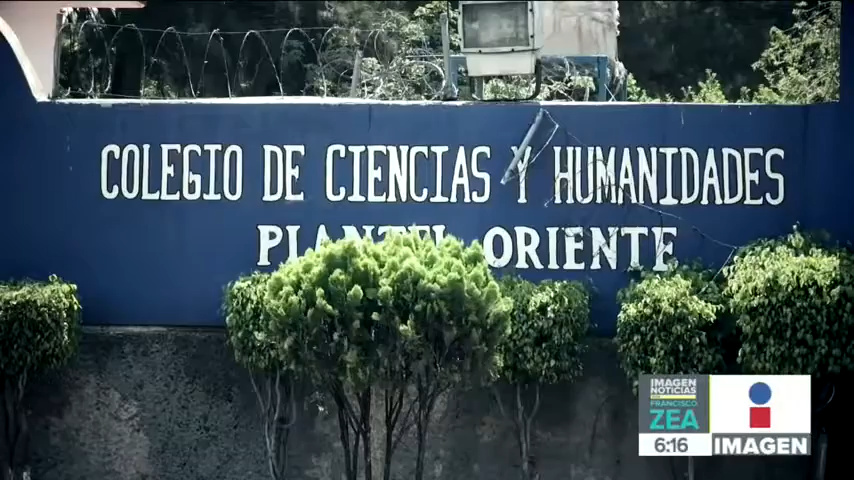 COLEGIO DE CIENCIAS Y HUMANIDADES
PLANTEL ORIENTE
IMAGEN
NOTICIAS
FRANCISCO
ZEA
6:16
IMAGEN